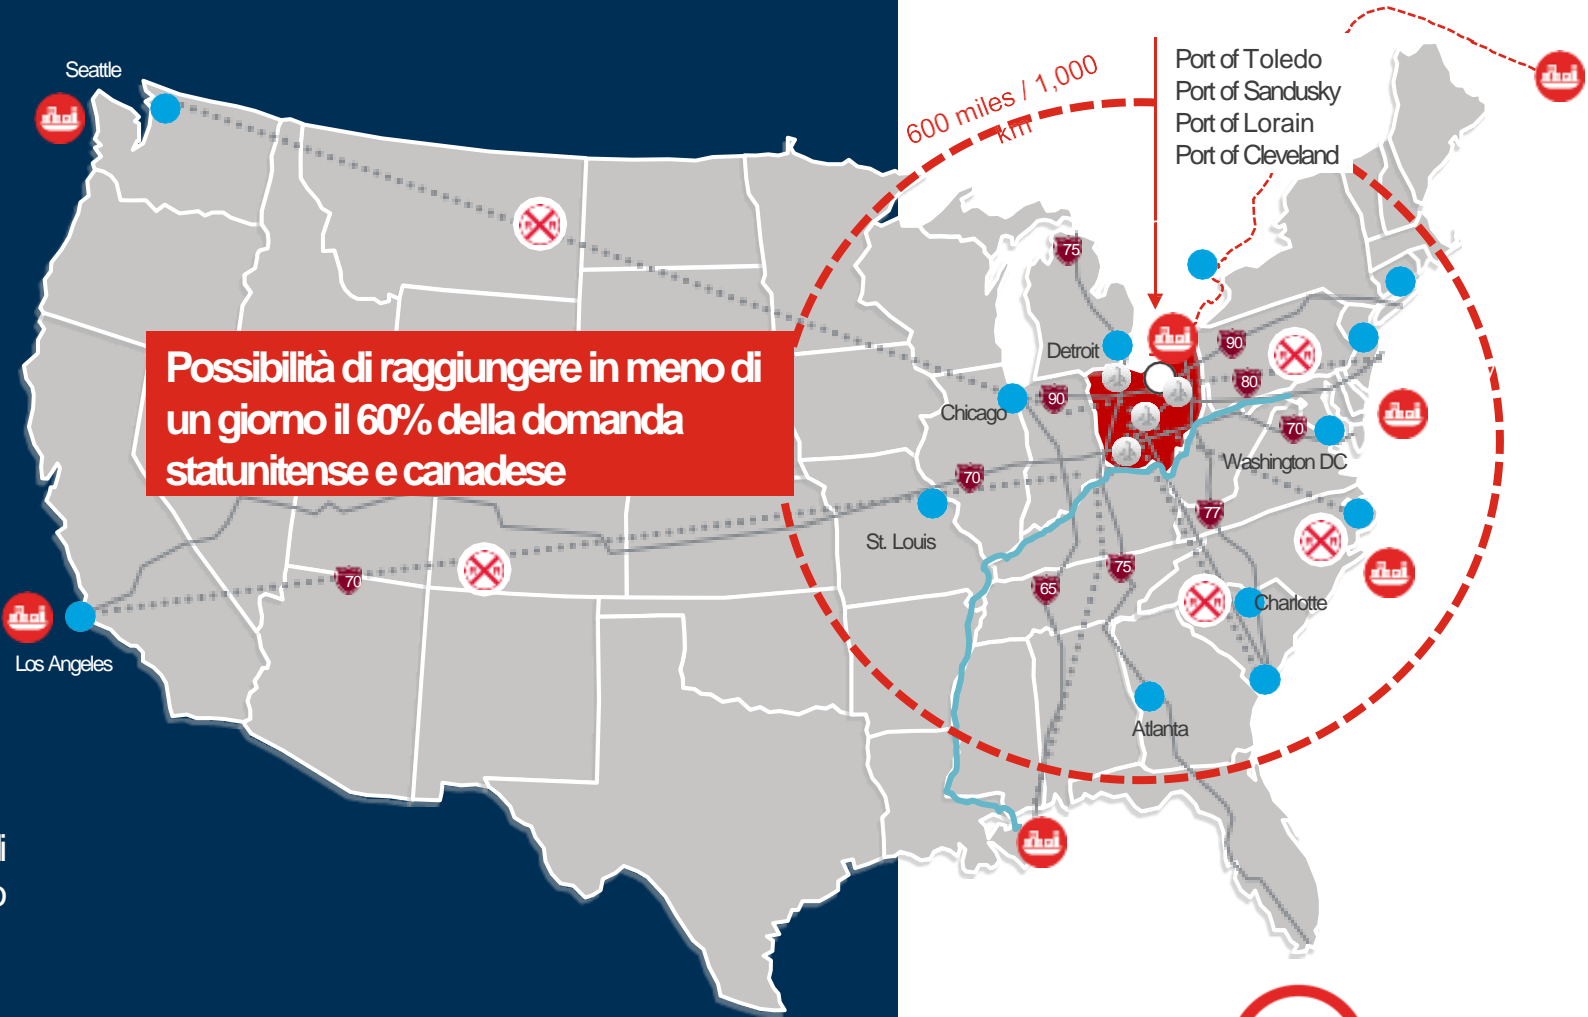 Seattle
600 miles / 1,000
km
Port of Toledo
Port of Sandusky
Port of Lorain
Port of Cleveland
75
Possibilità di raggiungere in meno di
un giorno il 60% della domanda
statunitense e canadese
Detroit
90
80
Chicago
90
70
Washington DC
70
77
St. Louis
75
70
65
Charlotte
Los Angeles
Atlanta